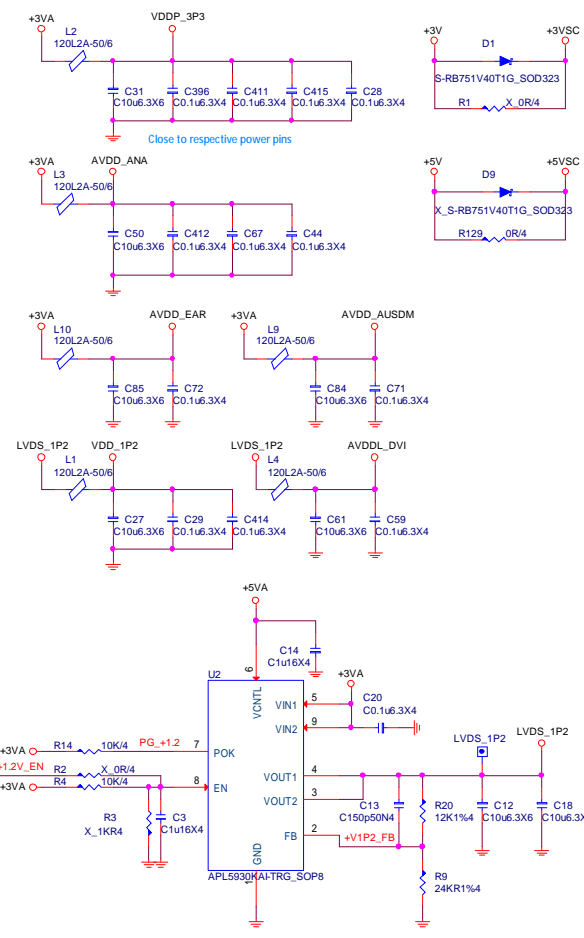 +3VA
VDDP_3P3
L2
120L2A-50/6
C31
C10u6.3X6
C396
C0.1u6.3X4
C411
C0.1u6.3X4
C415
C0.1u6.3X4
C28
C0.1u6.3X4
Close to respective power pins
+3V
+3VSC
D1
S-RB751V40T1G_SOD323
R1
X_0R/4
+3VA
AVDD_ANA
L3
120L2A-50/6
C50
C10u6.3X6
C412
C0.1u6.3X4
C67
C0.1u6.3X4
C44
C0.1u6.3X4
+5V
+5VSC
D9
X_S-RB751V40T1G_SOD323
R129
0R/4
+3VA
AVDD_EAR
L10
120L2A-50/6
C85
C10u6.3X6
C72
C0.1u6.3X4
+3VA
AVDD_AUSDM
L9
120L2A-50/6
C84
C10u6.3X6
C71
C0.1u6.3X4
LVDS_1P2
VDD_1P2
L1
120L2A-50/6
C27
C10u6.3X6
C29
C0.1u6.3X4
C414
C0.1u6.3X4
LVDS_1P2
AVDDL_DVI
L4
120L2A-50/6
C61
C10u6.3X6
C59
C0.1u6.3X4
+5VA
C14
C1u16X4
U2
6
VCNTL
+3VA
C20
C0.1u6.3X4
VIN1
5
VIN2
9
+3VA
R14
10K/4
PG_+1.2
7
POK
+1.2V_EN
R2
X_0R/4
+3VA
R4
10K/4
8
EN
R3
X_1KR4
C3
C1u16X4
VOUT1
4
VOUT2
3
FB
2
+V1P2_FB
GND
1
APL5930KAI-TRG_SOP8
LVDS_1P2
LVDS_1P2
C13
C150p50N4
R20
12K1%4
C12
C10u6.3X6
C18
C10u6.3X
R9
24KR1%4